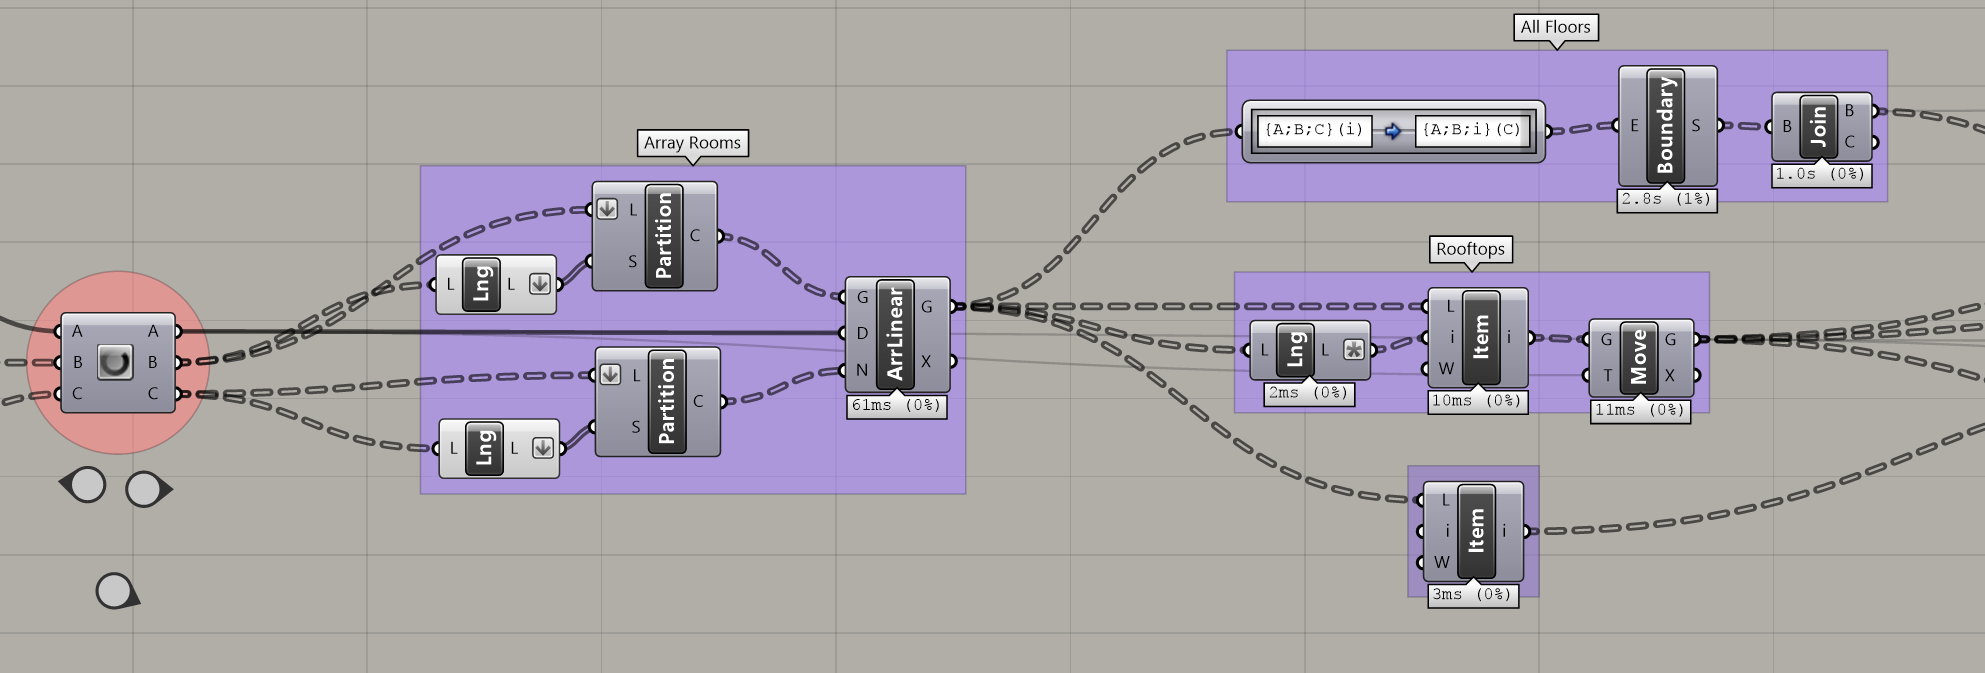 All Floors
{A;B;C}(i)
{A;B;i}(C)
E
Boundary
S
2.8s (1%)
B
Join
B
C
1.0s (0%)
Array Rooms
L
S
Partition
C
L
Lng
L
A
B
C
A
B
C
G
D
N
ArrLinear
G
X
61ms (0%)
L
S
Partition
C
L
Lng
L
Rooftops
L
Lng
L
*
2ms (0%)
L
i
W
Item
i
10ms (0%)
G
T
Move
G
X
11ms (0%)
L
i
W
Item
i
3ms (0%)